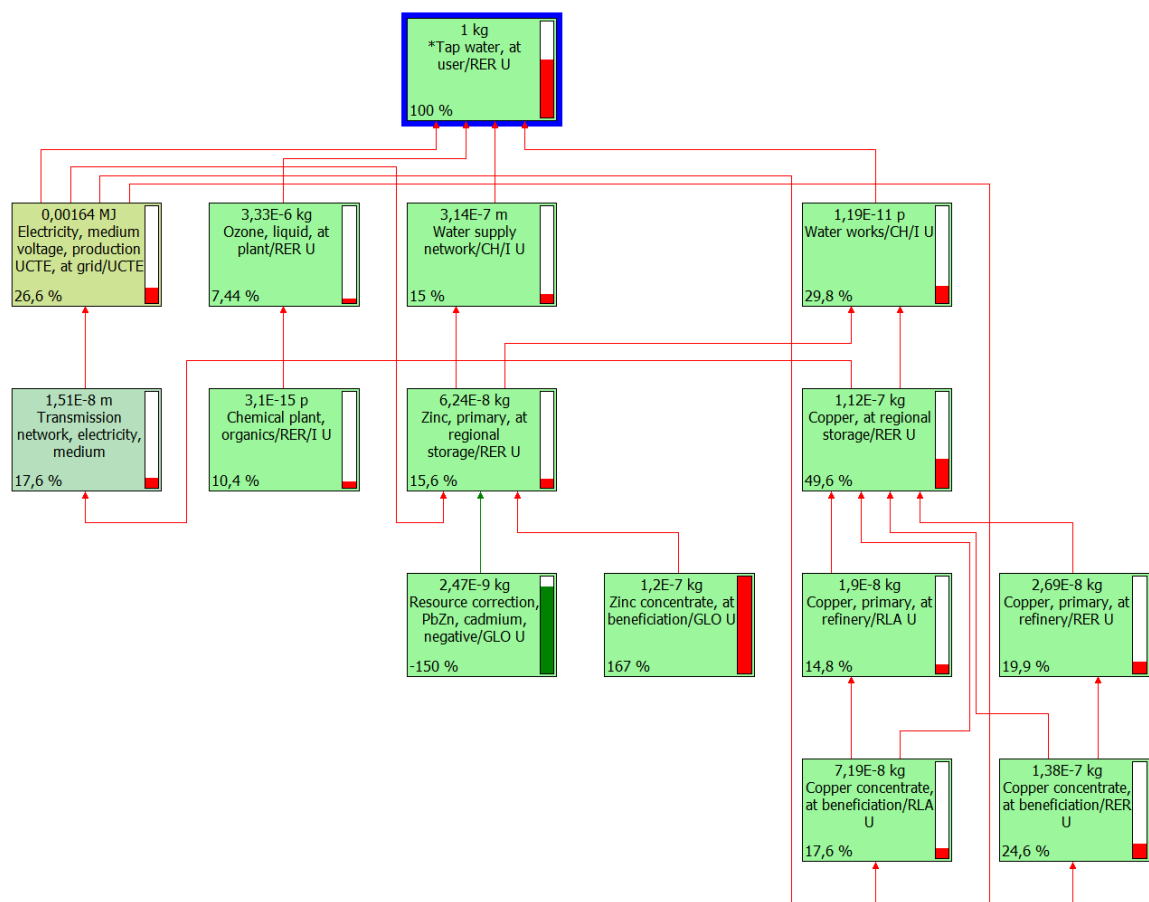 1 kg
*Tap water, at
user/RER U
100 %
0,00164 MJ
Electricity, medium
voltage, production
UCTE, at grid/UCTE
26,6 %
3,33E-6 kg
Ozone, liquid, at
plant/RER U
7,44 %
3,14E-7 m
Water supply
network/CH/I U
15 %
1,19E-11 p
Water works/CH/I U
29,8 %
1,51E-8 m
Transmission
network, electricity,
medium
17,6 %
3,1E-15 p
Chemical plant,
organics/RER/I U
10,4 %
6,24E-8 kg
Zinc, primary, at
regional
storage/RER U
15,6 %
1,12E-7 kg
Copper, at regional
storage/RER U
49,6 %
2,47E-9 kg
Resource correction,
PbZn, cadmium,
negative/GLO U
-150 %
1,2E-7 kg
Zinc concentrate, at
beneficiation/GLO U
167 %
1,9E-8 kg
Copper, primary, at
refinery/RLA U
14,8 %
2,69E-8 kg
Copper, primary, at
refinery/RER U
19,9 %
7,19E-8 kg
Copper concentrate,
at beneficiation/RLA
U
17,6 %
1,38E-7 kg
Copper concentrate,
at beneficiation/RER
U
24,6 %